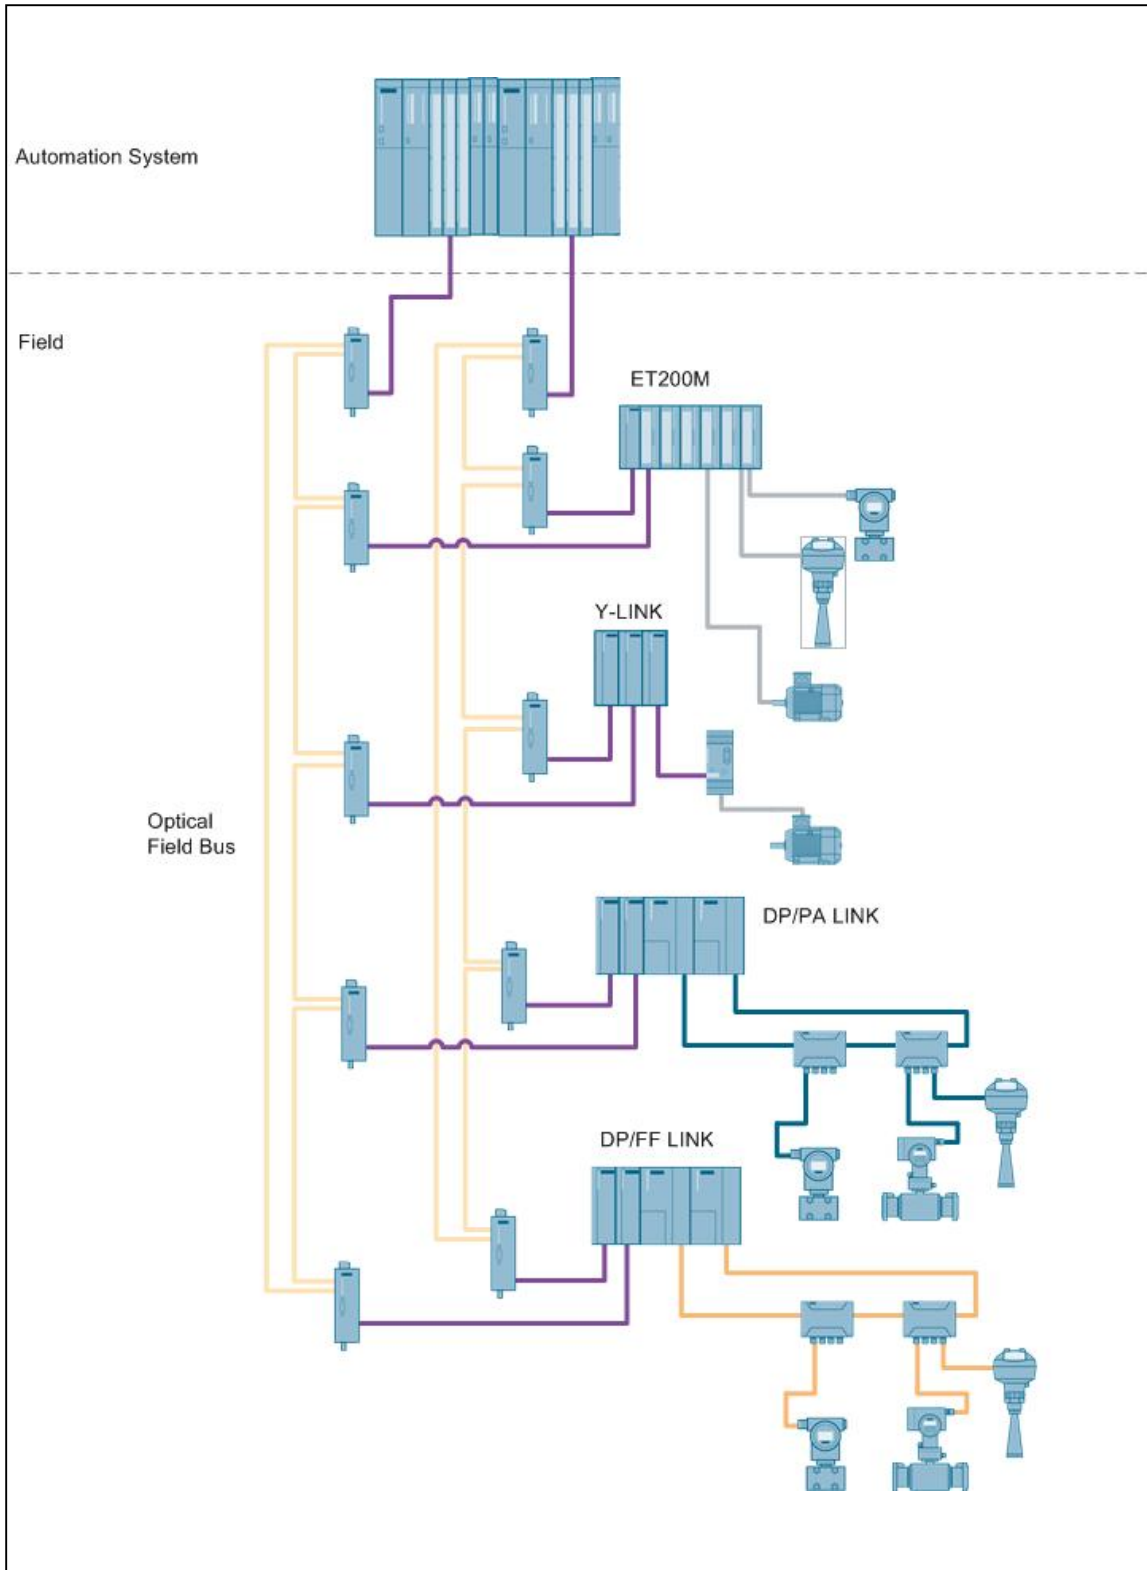 Automation System
Field
ET200M
Y-LINK
Optical
Field Bus
DP/PA LINK
DP/FF LINK